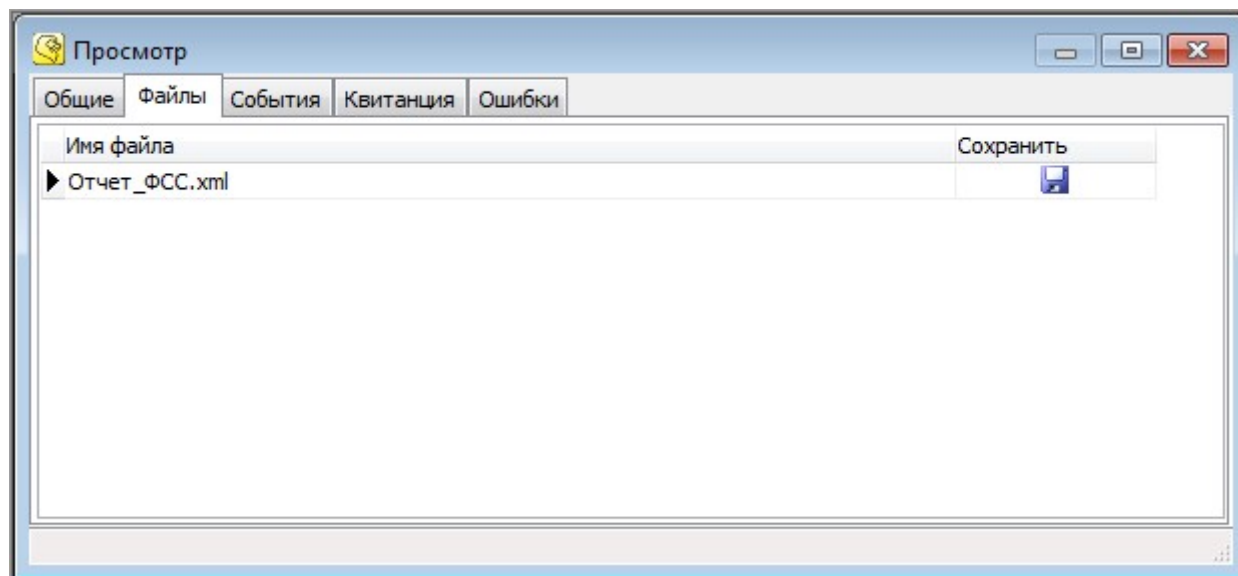 Просмотр
Общие Файлы События Квитанция Ошибки
Имя файла Сохранить
Отчет_ФСС.xml